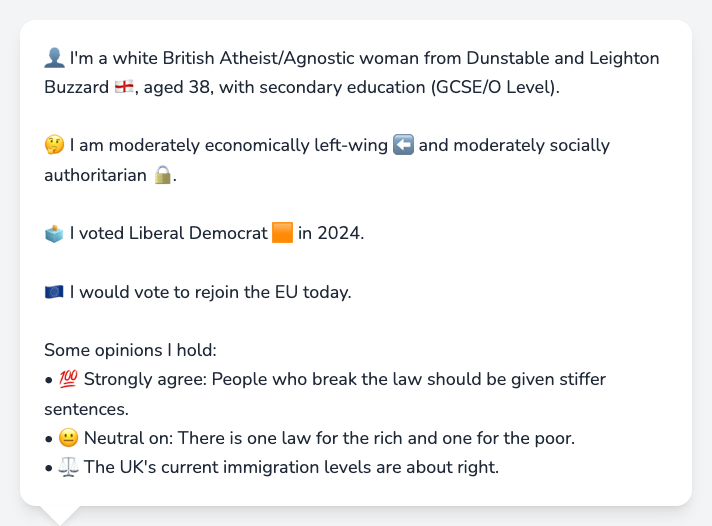 👤 I'm a white British Atheist/Agnostic woman from Dunstable and Leighton
Buzzard 🏴󠁧󠁢󠁥󠁮󠁧󠁿, aged 38, with secondary education (GCSE/O Level).
🤔 I am moderately economically left-wing ⬅️ and moderately socially
authoritarian 🔒.
🗳️ I voted Liberal Democrat 🟧 in 2024.
🇪🇺 I would vote to rejoin the EU today.
Some opinions I hold:
• 💯 Strongly agree: People who break the law should be given stiffer
sentences.
• 😐 Neutral on: There is one law for the rich and one for the poor.
• ⚖️ The UK's current immigration levels are about right.